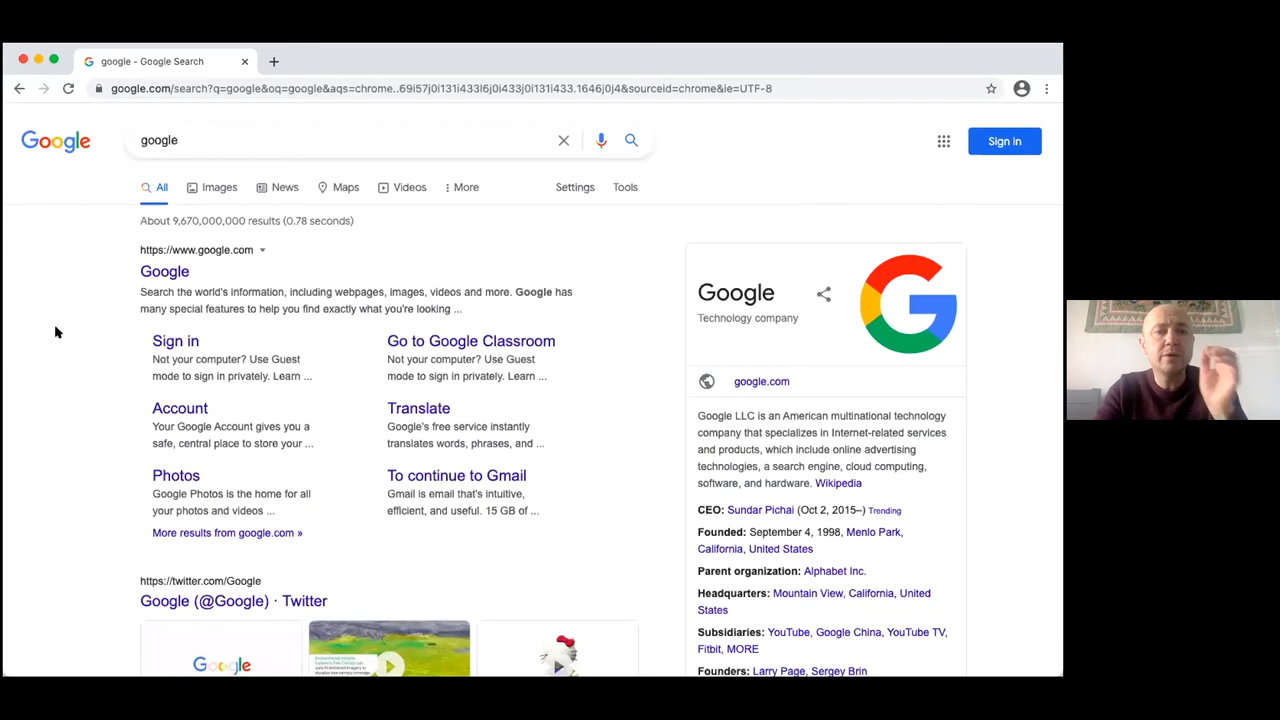 google - Google Search
google.com/search?q=google&oq=google&aqs=chrome..69i57j0i131i433l6j0i433j0i131i433.1646j0j4&sourceid=chrome&ie=UTF-8
Google
google
Sign in
All
Images
News
Maps
Videos
More
Settings
Tools
About 9,670,000,000 results (0.78 seconds)
https://www.google.com
Google
Search the world's information, including webpages, images, videos and more. Google has
many special features to help you find exactly what you're looking ...
Sign in
Not your computer? Use Guest
mode to sign in privately. Learn ...
Go to Google Classroom
Not your computer? Use Guest
mode to sign in privately. Learn ...
Account
Your Google Account gives you a
safe, central place to store your ...
Translate
Google's free service instantly
translates words, phrases, and ...
Photos
Google Photos is the home for all
your photos and videos ...
To continue to Gmail
Gmail is email that's intuitive,
efficient, and useful. 15 GB of ...
More results from google.com »
https://twitter.com/Google
Google (@Google) · Twitter
Google
Google
Technology company
google.com
Google LLC is an American multinational technology
company that specializes in Internet-related services
and products, which include online advertising
technologies, a search engine, cloud computing,
software, and hardware. Wikipedia
CEO: Sundar Pichai (Oct 2, 2015–) Trending
Founded: September 4, 1998, Menlo Park,
California, United States
Parent organization: Alphabet Inc.
Headquarters: Mountain View, California, United
States
Subsidiaries: YouTube, Google China, YouTube TV,
Fitbit, MORE
Founders: Larry Page, Sergey Brin